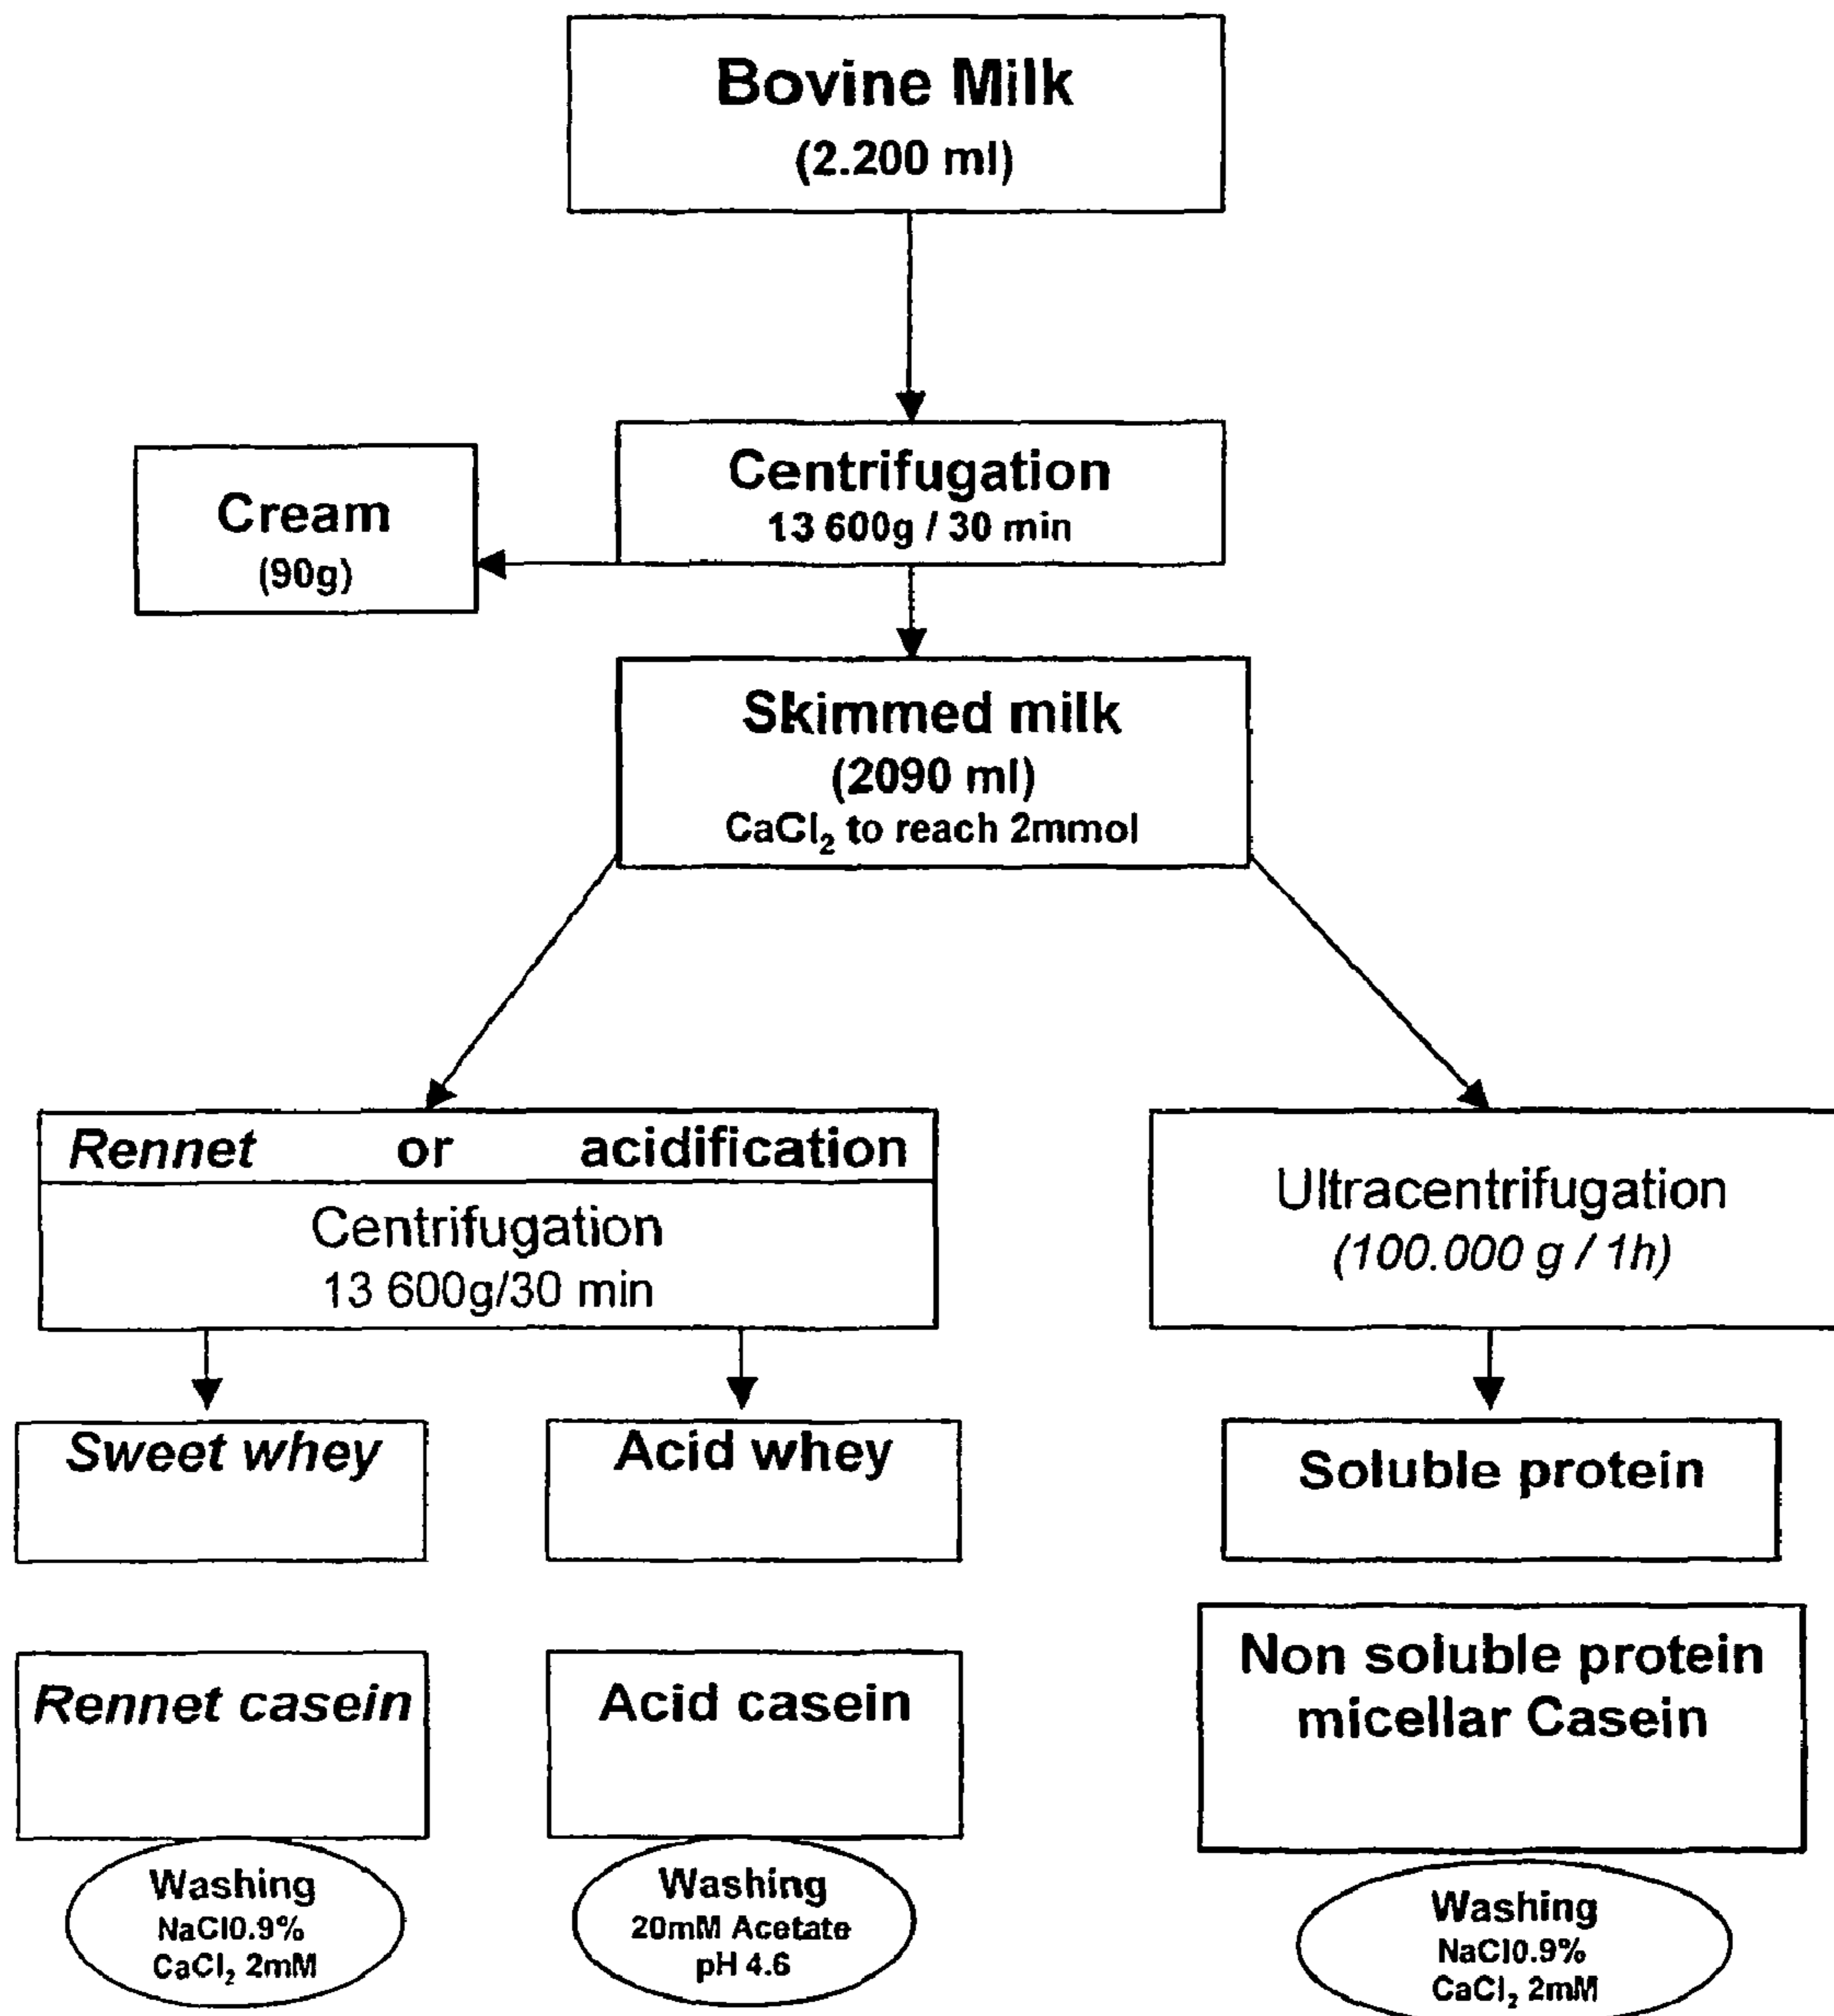 Bovine Milk
(2.200 ml)
Centrifugation
13 600g / 30 min
Cream
(90g)
Skimmed milk
(2090 ml)
CaCl₂ to reach 2mmol
Rennet or acidification
Centrifugation
13 600g/30 min
Ultracentrifugation
(100.000 g / 1h)
Sweet whey
Acid whey
Soluble protein
Rennet casein
Acid casein
Non soluble protein
micellar Casein
Washing
NaCl0.9%
CaCl₂ 2mM
Washing
20mM Acetate
pH 4.6
Washing
NaCl0.9%
CaCl₂ 2mM